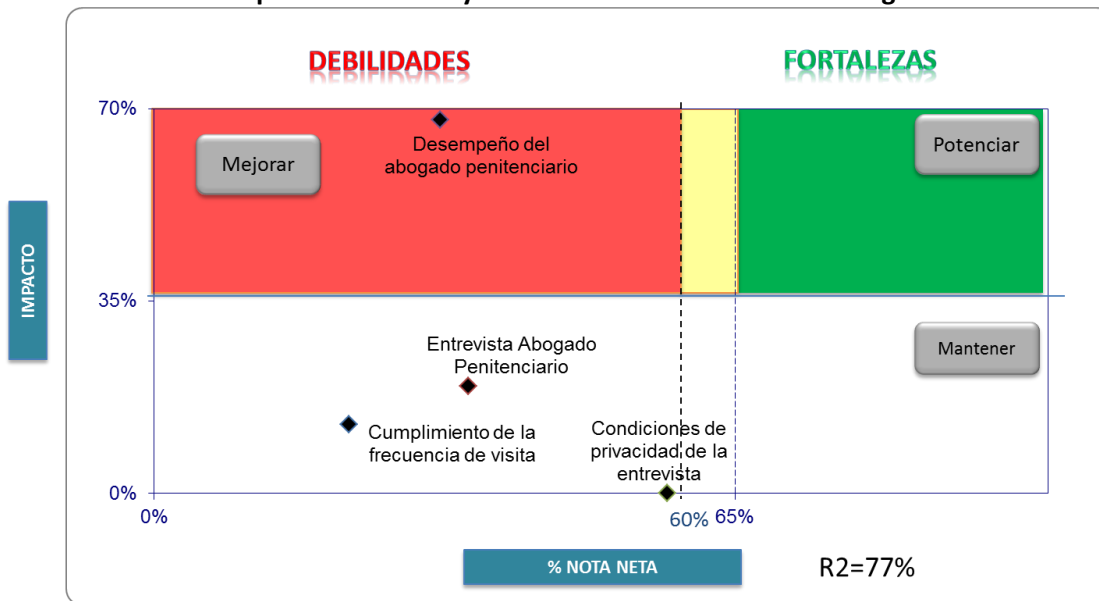 DEBILIDADES
FORTALEZAS
70%
Mejorar
Desempeño del
abogado penitenciario
Potenciar
IMPACTO
35%
Entrevista Abogado
Penitenciario
Mantener
Cumplimiento de la
frecuencia de visita
Condiciones de
privacidad de la
entrevista
0%
0%
60%
65%
% NOTA NETA
R2=77%